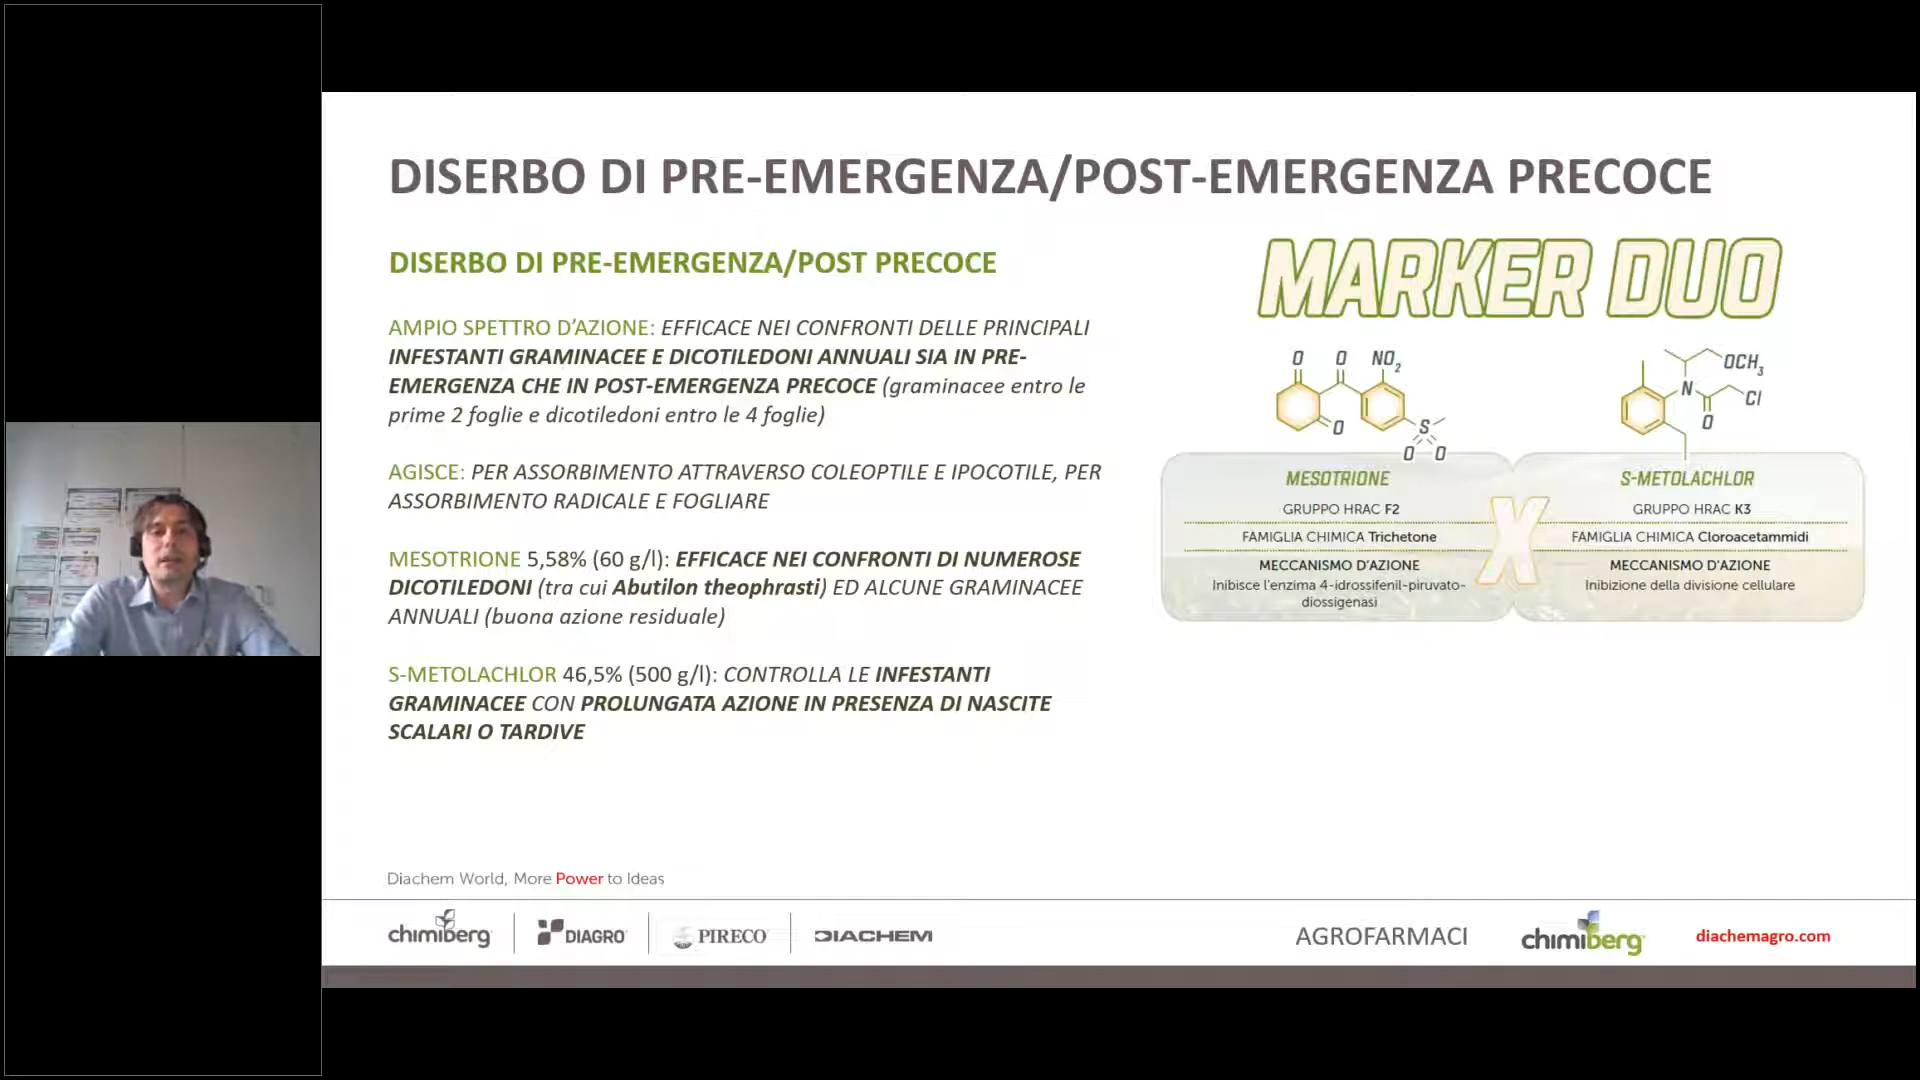 DISERBO DI PRE-EMERGENZA/POST-EMERGENZA PRECOCE
DISERBO DI PRE-EMERGENZA/POST PRECOCE
AMPIO SPETTRO D'AZIONE: EFFICACE NEI CONFRONTI DELLE PRINCIPALI
INFESTANTI GRAMINACEE E DICOTILEDONI ANNUALI SIA IN PRE-
EMERGENZA CHE IN POST-EMERGENZA PRECOCE (graminacee entro le
prime 2 foglie e dicotiledoni entro le 4 foglie)
AGISCE: PER ASSORBIMENTO ATTRAVERSO COLEOPTILE E IPOCOTILE, PER
ASSORBIMENTO RADICALE E FOGLIARE
MESOTRIONE 5,58% (60 g/l): EFFICACE NEI CONFRONTI DI NUMEROSE
DICOTILEDONI (tra cui Abutilon theophrasti) ED ALCUNE GRAMINACEE
ANNUALI (buona azione residuale)
S-METOLACHLOR 46,5% (500 g/l): CONTROLLA LE INFESTANTI
GRAMINACEE CON PROLUNGATA AZIONE IN PRESENZA DI NASCITE
SCALARI O TARDIVE
MARKER DUO
O O NO2
O
S
O O
OCH3
N
Cl
O
MESOTRIONE
GRUPPO HRAC F2
FAMIGLIA CHIMICA Trichetone
MECCANISMO D'AZIONE
Inibisce l'enzima 4-idrossifenil-piruvato-
diossigenasi
X
S-METOLACHLOR
GRUPPO HRAC K3
FAMIGLIA CHIMICA Cloroacetammidi
MECCANISMO D'AZIONE
Inibizione della divisione cellulare
Diachem World, More Power to Ideas
chimiberg DIAGRO PIRECO DIACHEM AGROFARMACI chimiberg diachemagro.com